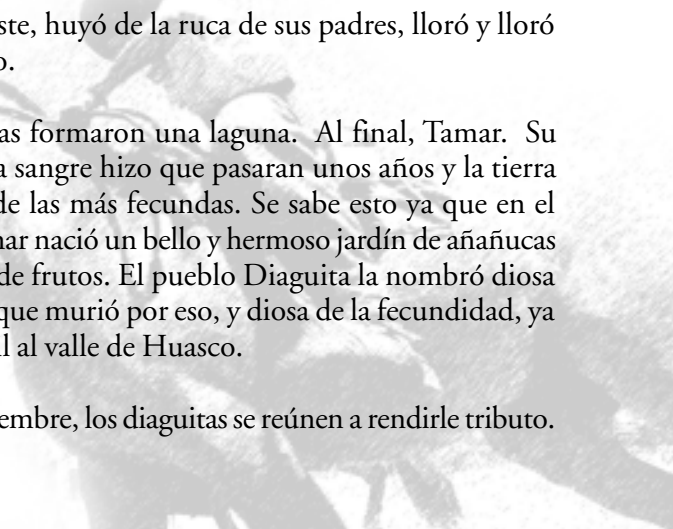 ste, huyó de la ruca de sus padres, lloró y lloró
o.
as formaron una laguna. Al final, Tamar. Su
a sangre hizo que pasaran unos años y la tierra
de las más fecundas. Se sabe esto ya que en el
nar nació un bello y hermoso jardín de añañucas
de frutos. El pueblo Diaguita la nombró diosa
que murió por eso, y diosa de la fecundidad, ya
l al valle de Huasco.
embre, los diaguitas se reúnen a rendirle tributo.